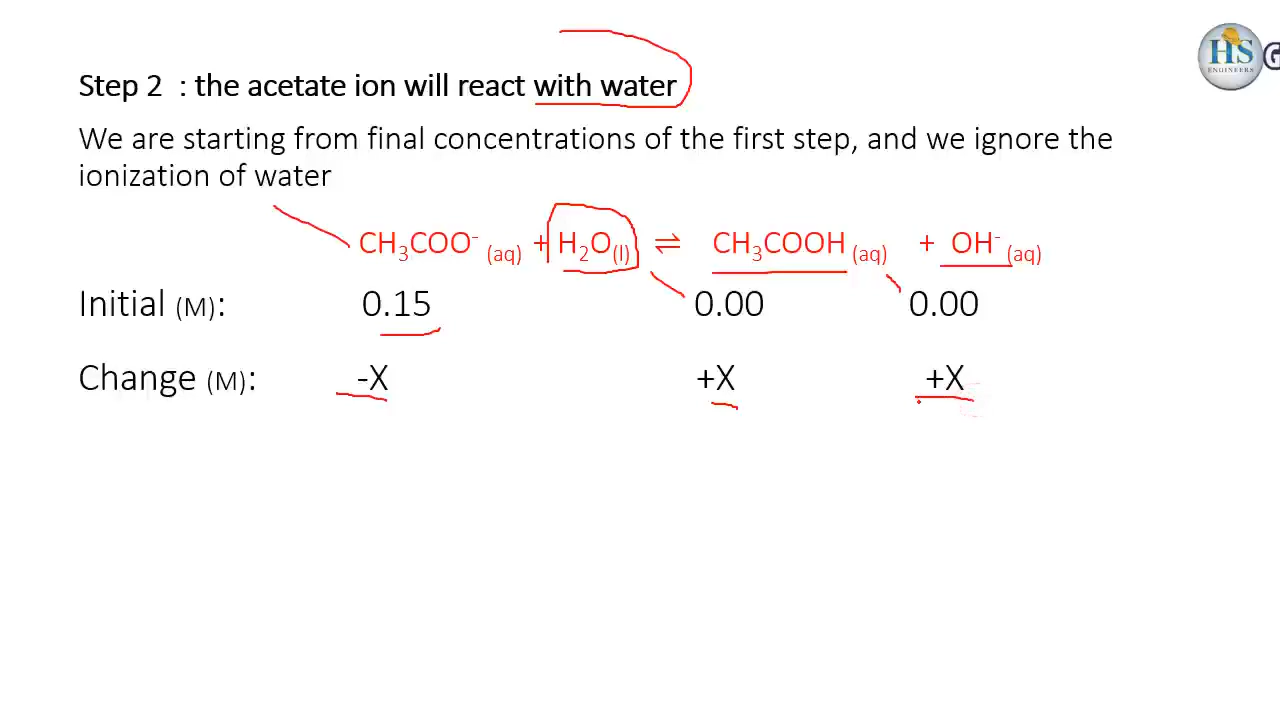 HS
ENGINEERS
G
Step 2 : the acetate ion will react with water
We are starting from final concentrations of the first step, and we ignore the
ionization of water
CH₃COO⁻ (aq) + H₂O(l) ⇌ CH₃COOH (aq) + OH⁻ (aq)
Initial (M): 0.15 0.00 0.00
Change (M): -X +X +X